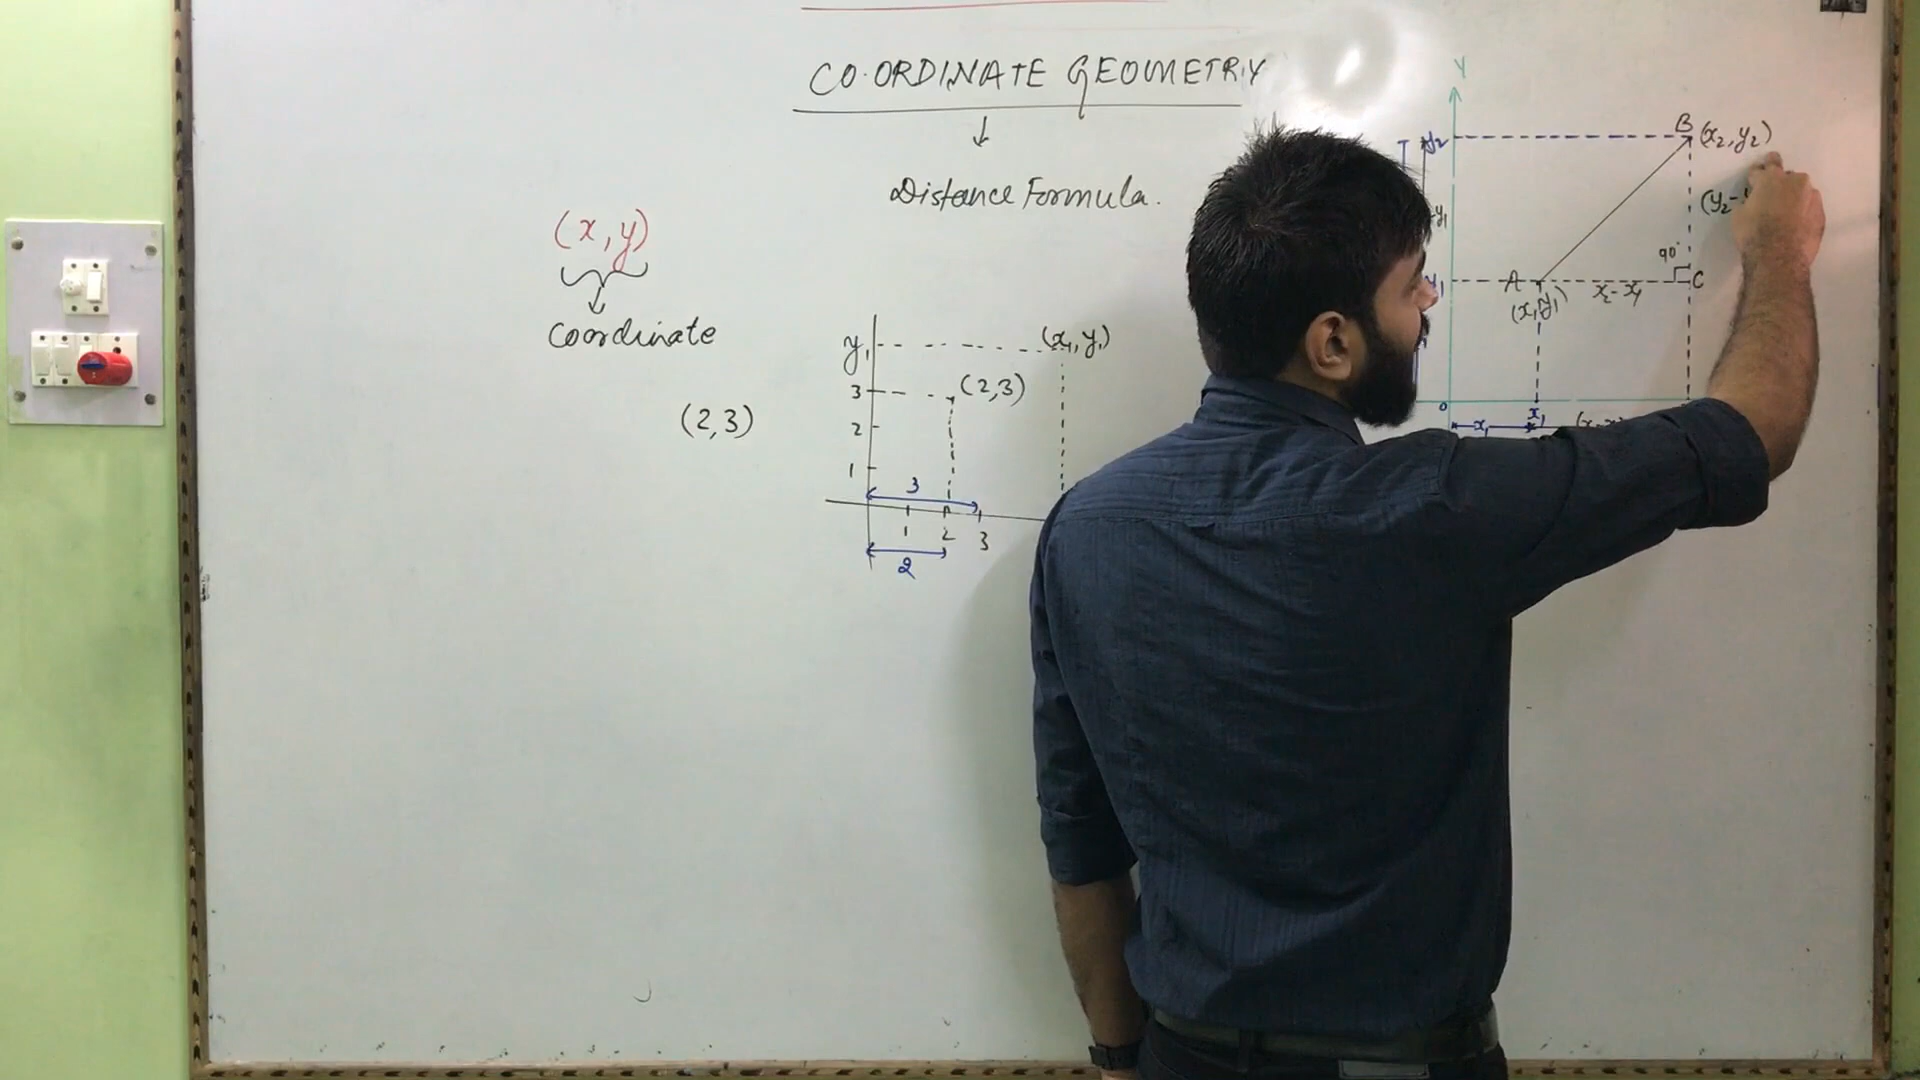 CO-ORDINATE GEOMETRY
↓
Distance Formula.
(x,y)
↓
Coordinate
(2,3)
y₁
(x₁, y₁)
3
(2,3)
2
1
3
1 2 3
2
Y
y₂
B (x₂, y₂)
y₁
90°
y₁
A
x₂-x₁
C
(x₁,y₁)
0
x₁
x₁